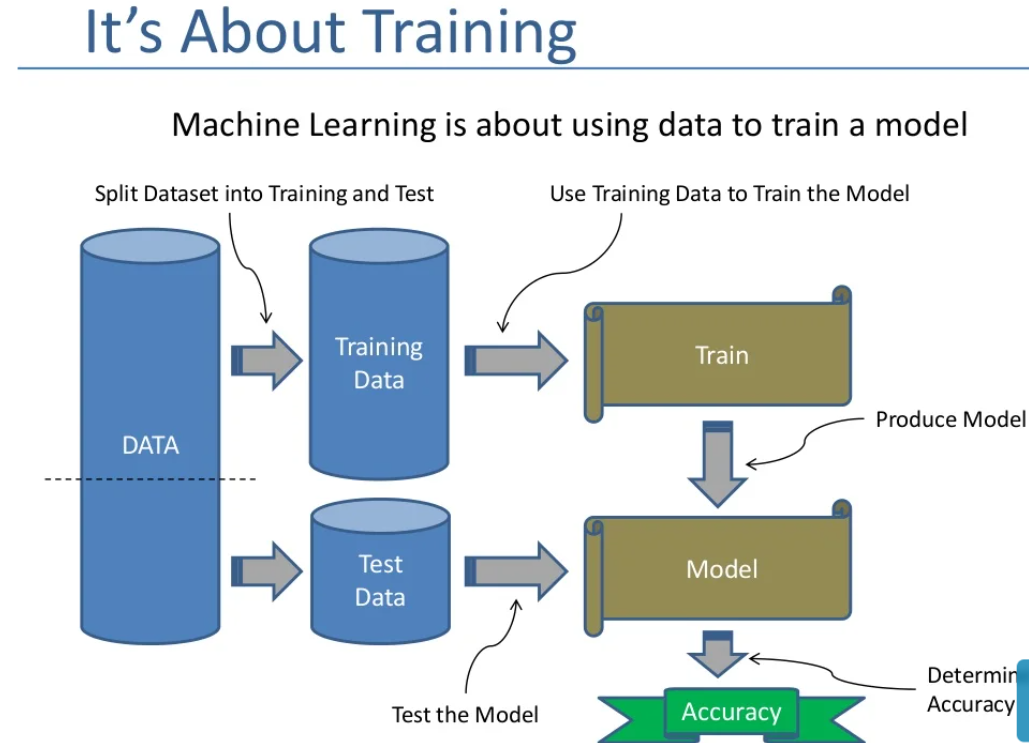 It's About Training
Machine Learning is about using data to train a model
Split Dataset into Training and Test
Use Training Data to Train the Model
Training
Data
Train
Produce Model
DATA
Test
Data
Model
Test the Model
Accuracy
Accuracy